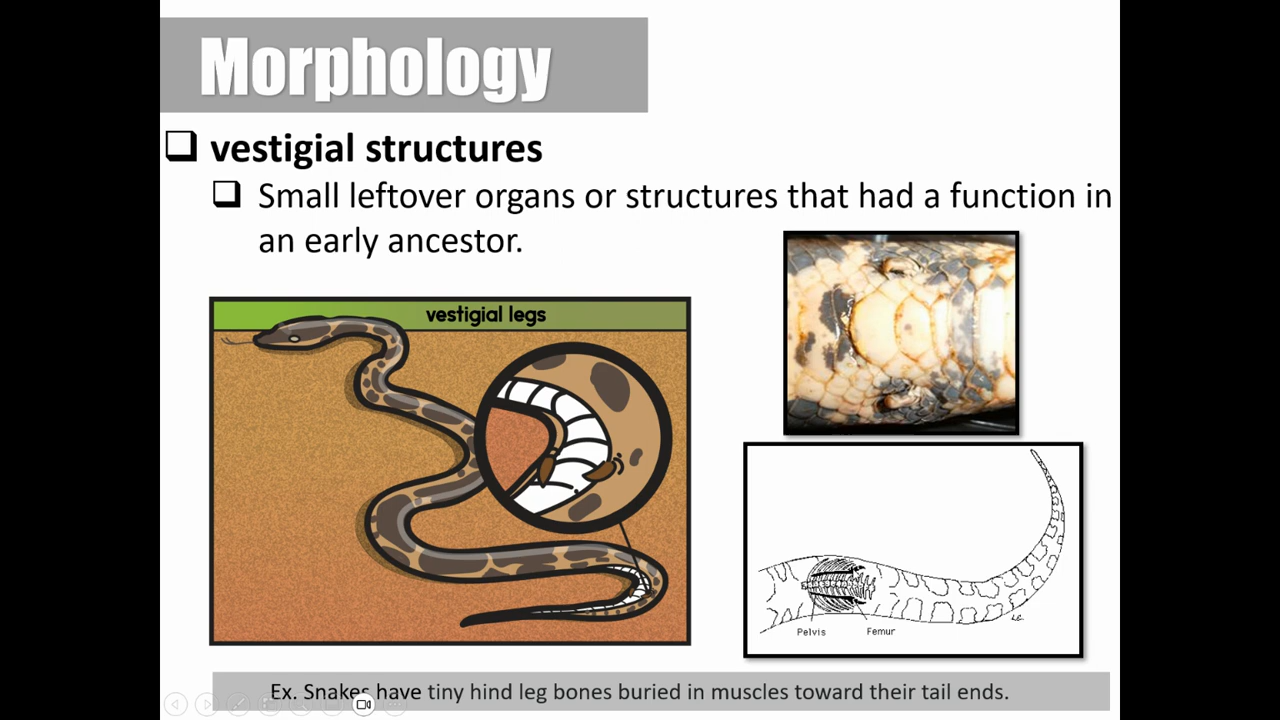 Morphology
vestigial structures
Small leftover organs or structures that had a function in
an early ancestor.
vestigial legs
Pelvis
Femur
Ex. Snakes have tiny hind leg bones buried in muscles toward their tail ends.